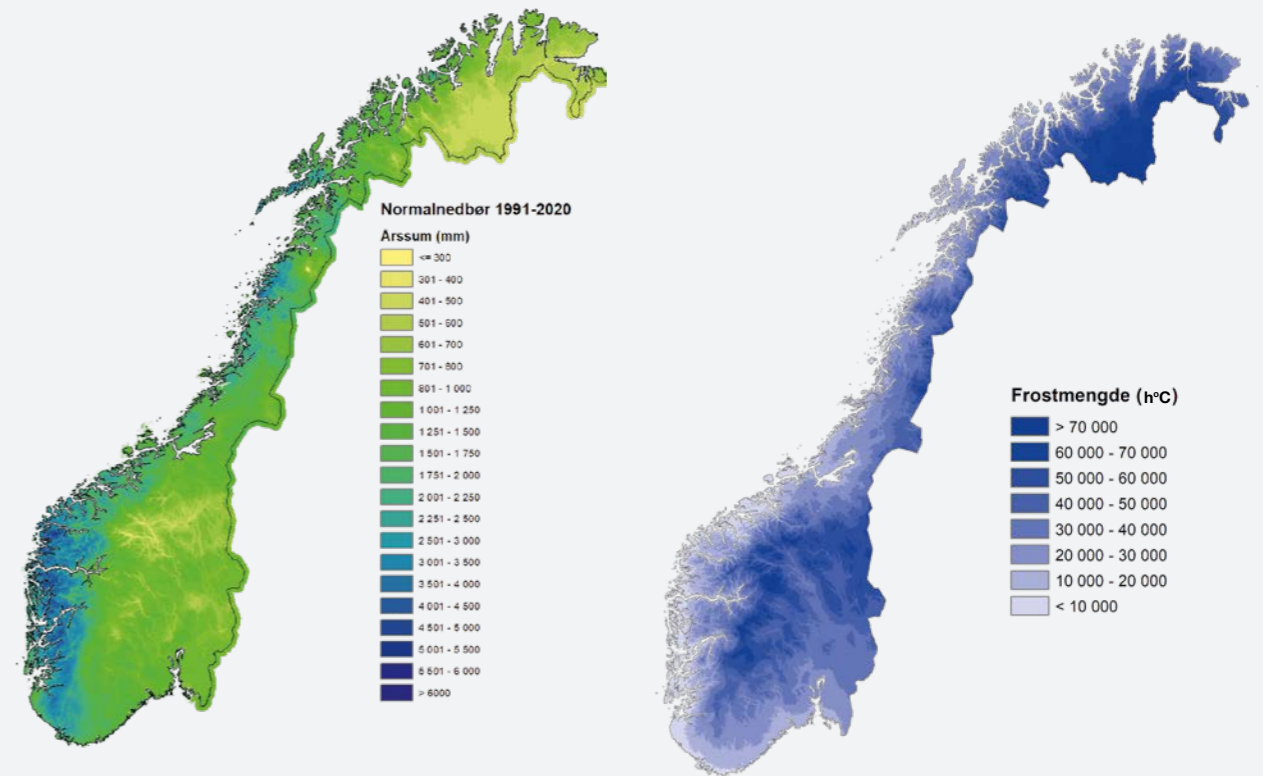 Normalnedbør 1991-2020
Arssum (mm)
<= 300
301 - 400
401 - 500
501 - 600
601 - 700
701 - 800
801 - 1 000
1 001 - 1 250
1 251 - 1 500
1 501 - 1 750
1 751 - 2 000
2 001 - 2 250
2 251 - 2 500
2 501 - 3 000
3 001 - 3 500
3 501 - 4 000
4 001 - 4 500
4 501 - 5 000
5 001 - 5 500
5 501 - 6 000
> 6000
Frostmengde (h°C)
> 70 000
60 000 - 70 000
50 000 - 60 000
40 000 - 50 000
30 000 - 40 000
20 000 - 30 000
10 000 - 20 000
< 10 000